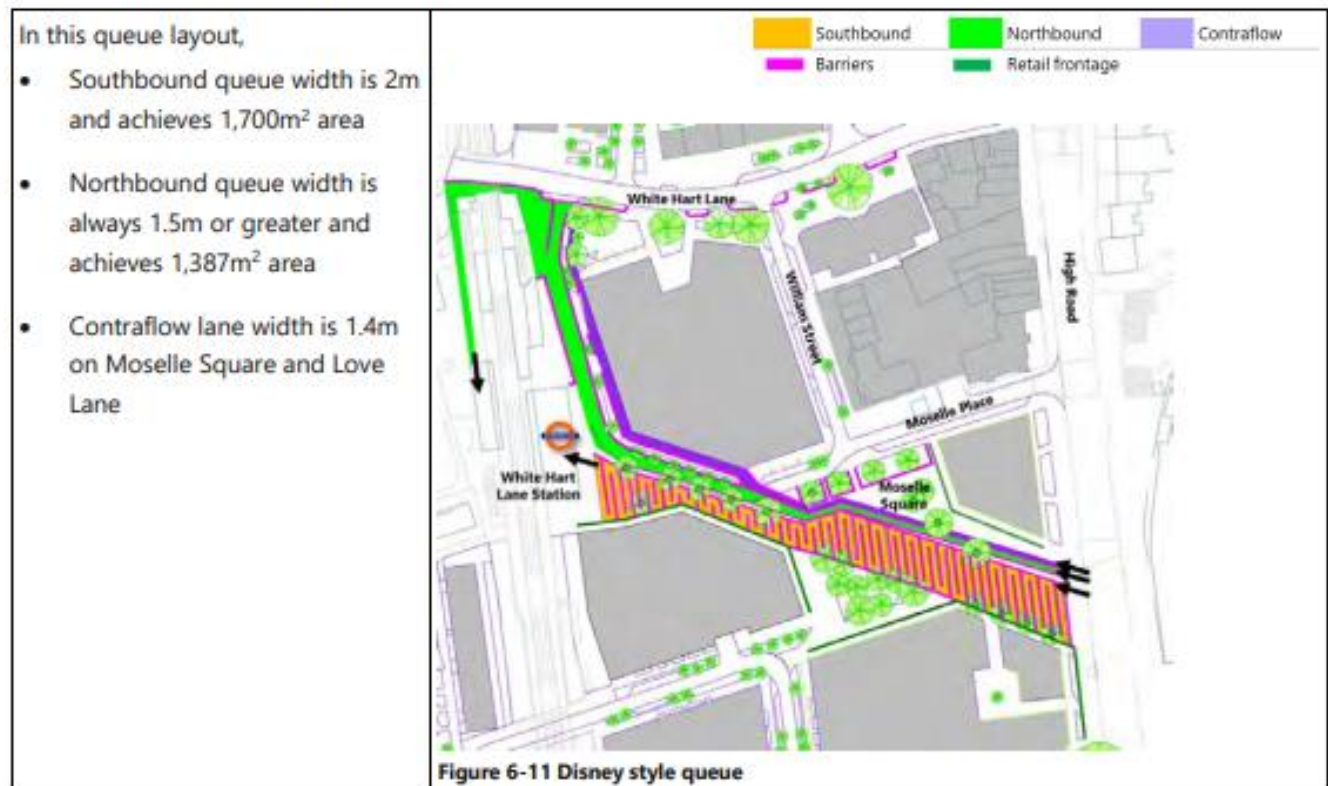 In this queue layout,
• Southbound queue width is 2m
and achieves 1,700m² area
• Northbound queue width is
always 1.5m or greater and
achieves 1,387m² area
• Contraflow lane width is 1.4m
on Moselle Square and Love
Lane
Southbound
Northbound
Contraflow
Barriers
Retail frontage
White Hart Lane
William Street
High Road
Moselle Place
White Hart
Lane Station
Moselle
Square
Figure 6-11 Disney style queue